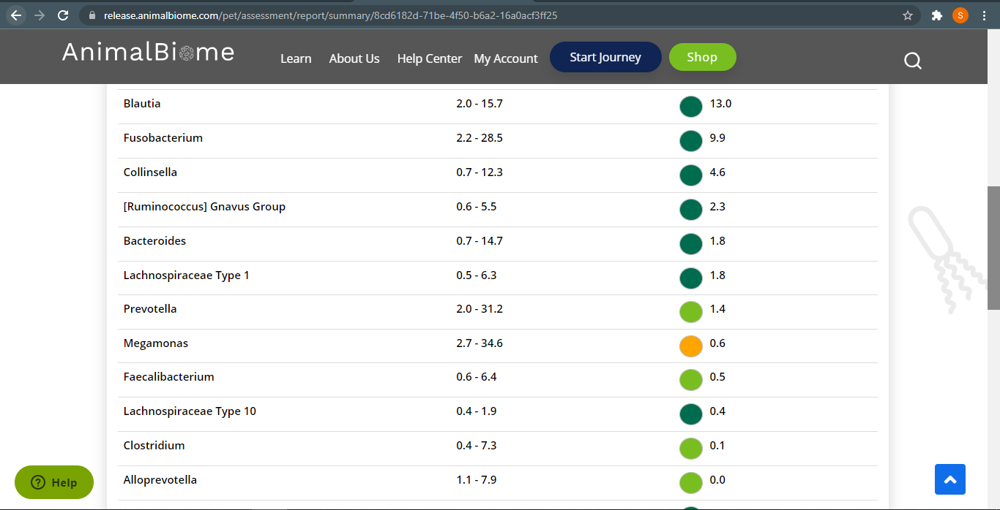 release.animalbiome.com/pet/assessment/report/summary/8cd6182d-71be-4f50-b6a2-16a0acf3ff25
S
AnimalBiome
Learn About Us Help Center My Account Start Journey Shop
Blautia 2.0 - 15.7 13.0
Fusobacterium 2.2 - 28.5 9.9
Collinsella 0.7 - 12.3 4.6
[Ruminococcus] Gnavus Group 0.6 - 5.5 2.3
Bacteroides 0.7 - 14.7 1.8
Lachnospiraceae Type 1 0.5 - 6.3 1.8
Prevotella 2.0 - 31.2 1.4
Megamonas 2.7 - 34.6 0.6
Faecalibacterium 0.6 - 6.4 0.5
Lachnospiraceae Type 10 0.4 - 1.9 0.4
Clostridium 0.4 - 7.3 0.1
Alloprevotella 1.1 - 7.9 0.0
? Help